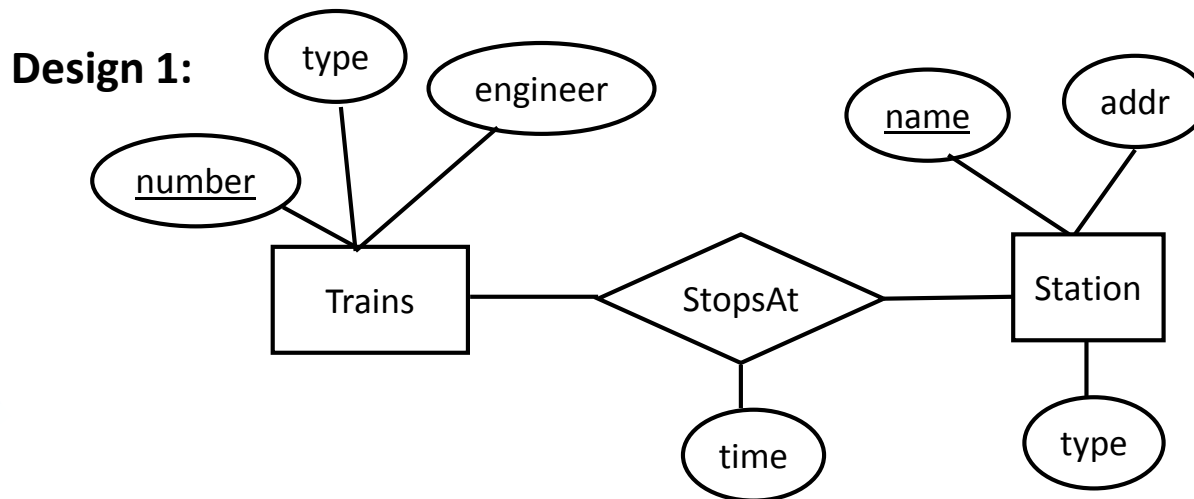 Design 1:
type
engineer
number
name
addr
Trains
StopsAt
Station
time
type